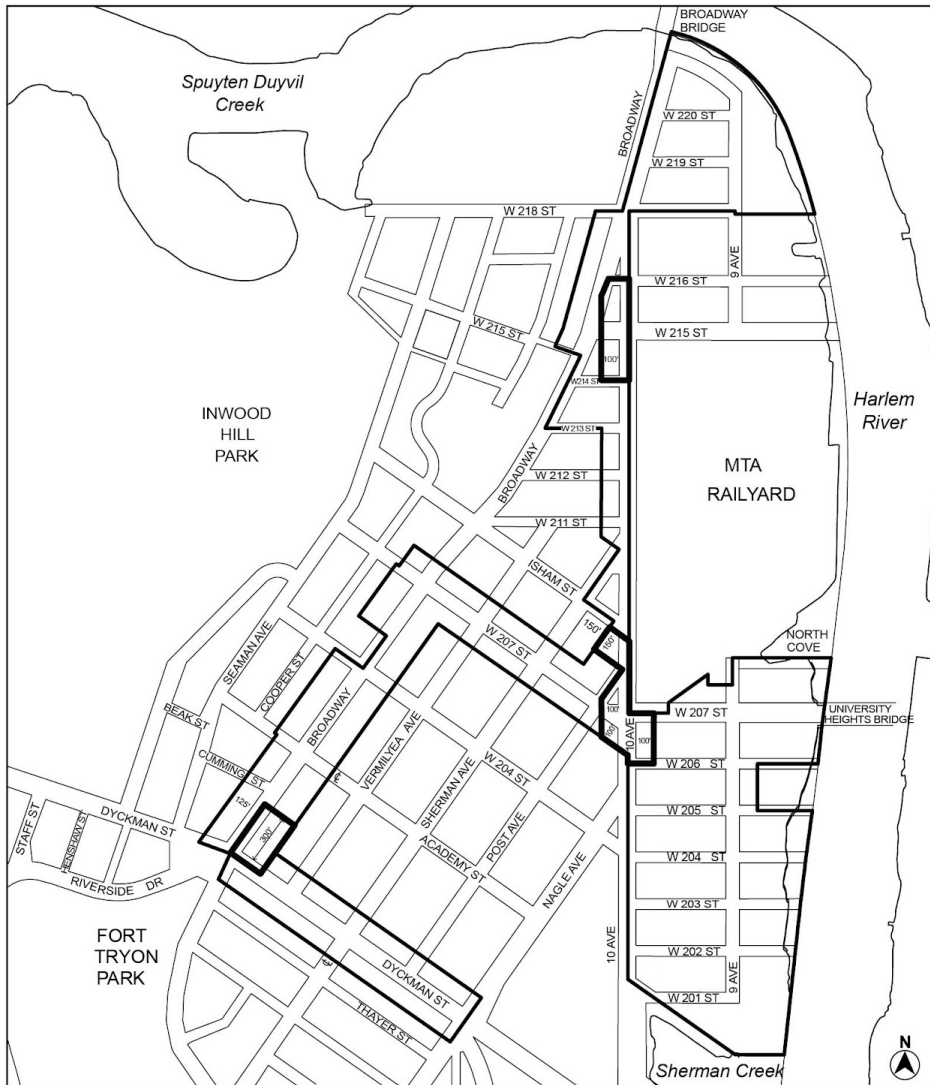 BROADWAY
BRIDGE
Spuyten Duyvil
Creek
BROADWAY
W 220 ST
W 219 ST
W 218 ST
9 AVE
W 216 ST
W 215 ST
W 215 ST
100'
W 214 ST
Harlem
River
INWOOD
HILL
PARK
W 213 ST
BROADWAY
W 212 ST
MTA
RAILYARD
W 211 ST
ISHAM ST
150'
150'
NORTH
COVE
SEAMAN AVE
COOPER ST
W 207 ST
BROADWAY
100'
100'
10 AVE
100'
W 207 ST
UNIVERSITY
HEIGHTS BRIDGE
BEAK ST
VERMILYEA AVE
W 204 ST
W 206 ST
CUMMING ST
SHERMAN AVE
125'
DYCKMAN ST
STAFF ST
HENSHAW ST
300'
ACADEMY ST
POST AVE
W 205 ST
W 204 ST
RIVERSIDE DR
NAGLE AVE
W 203 ST
FORT
TRYON
PARK
10 AVE
W 202 ST
9 AVE
DYCKMAN ST
W 201 ST
THAYER ST
N
Sherman Creek